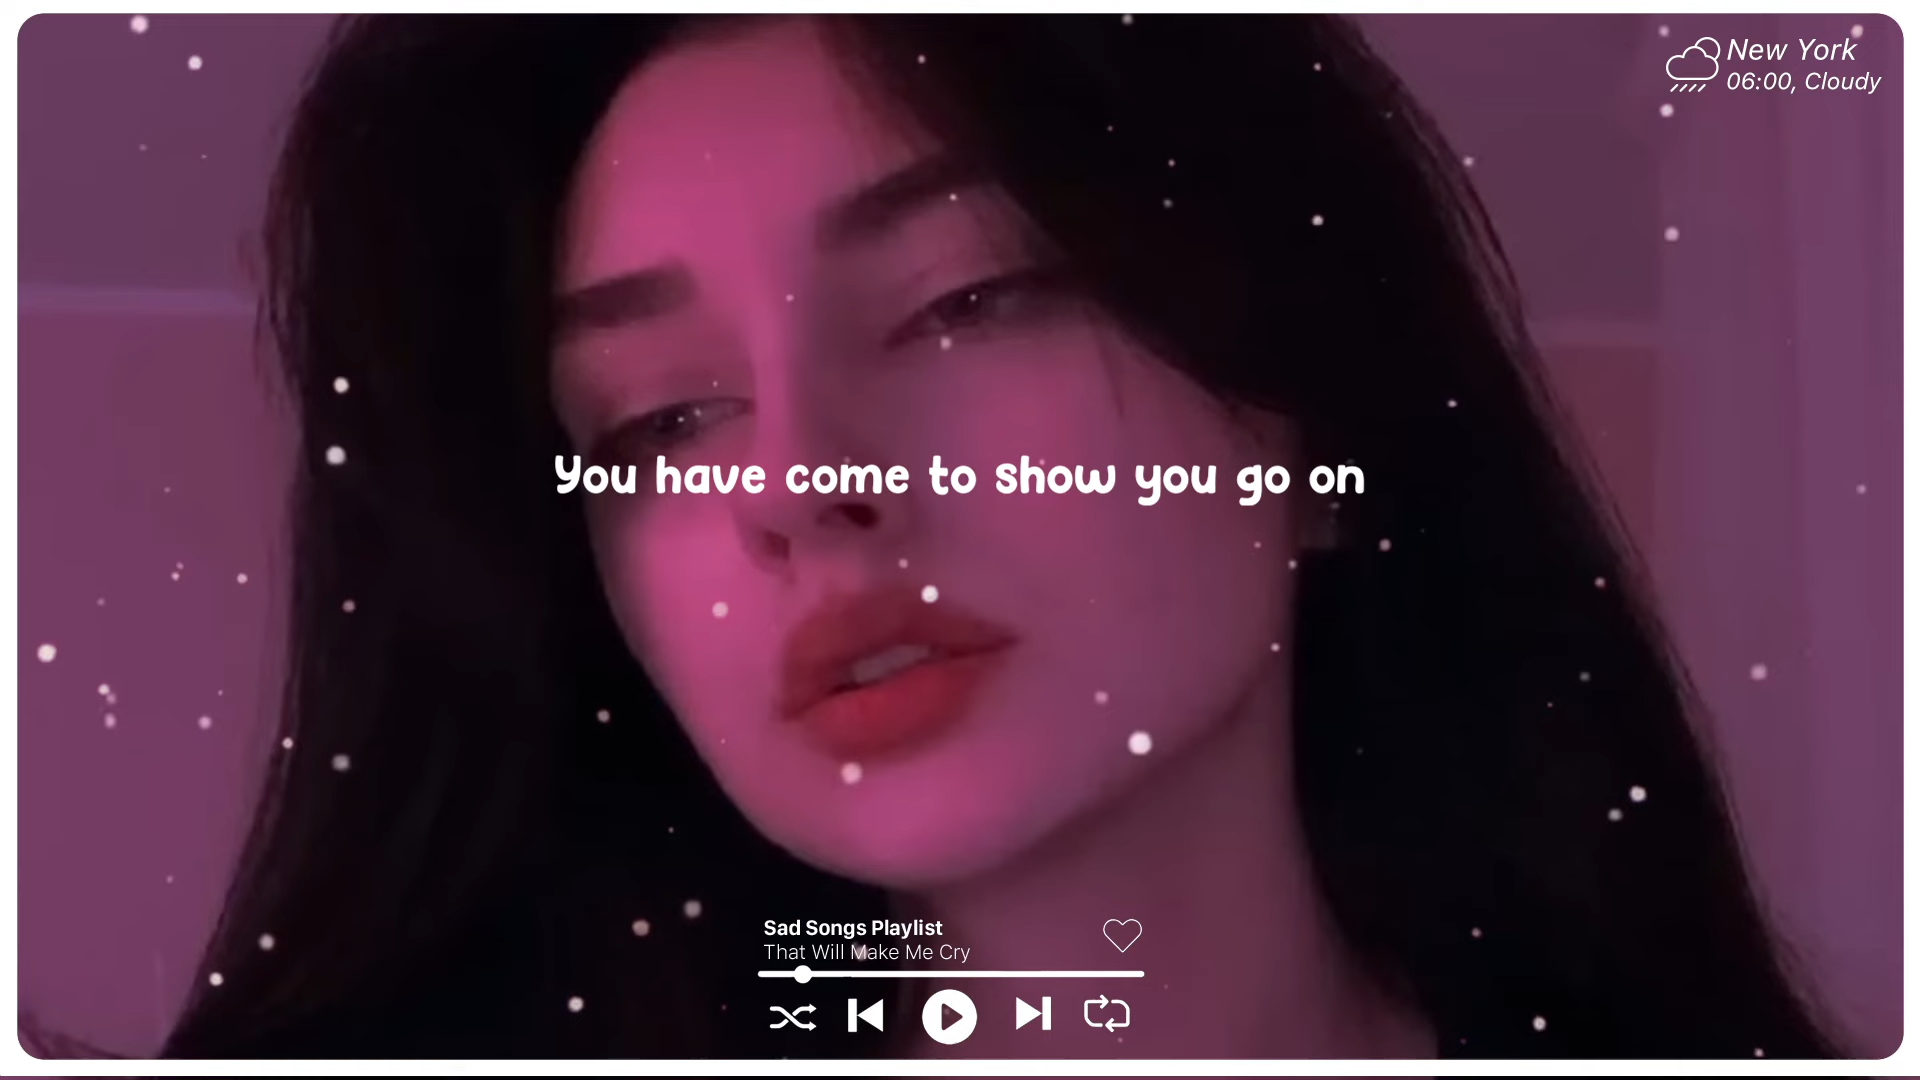 New York
06:00, Cloudy
You have come to show you go on
Sad Songs Playlist
That Will Make Me Cry